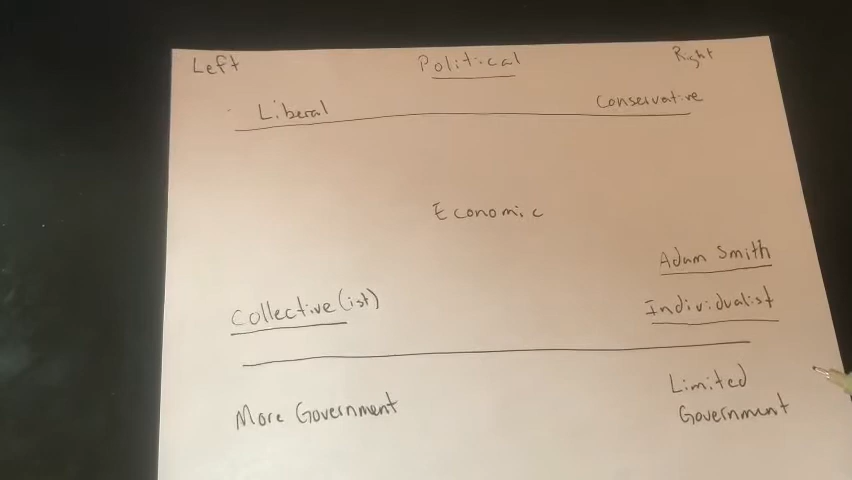 Left Political Right
Liberal Conservative
Economic
Adam Smith
Collective(ist) Individualist
More Government Limited
Government